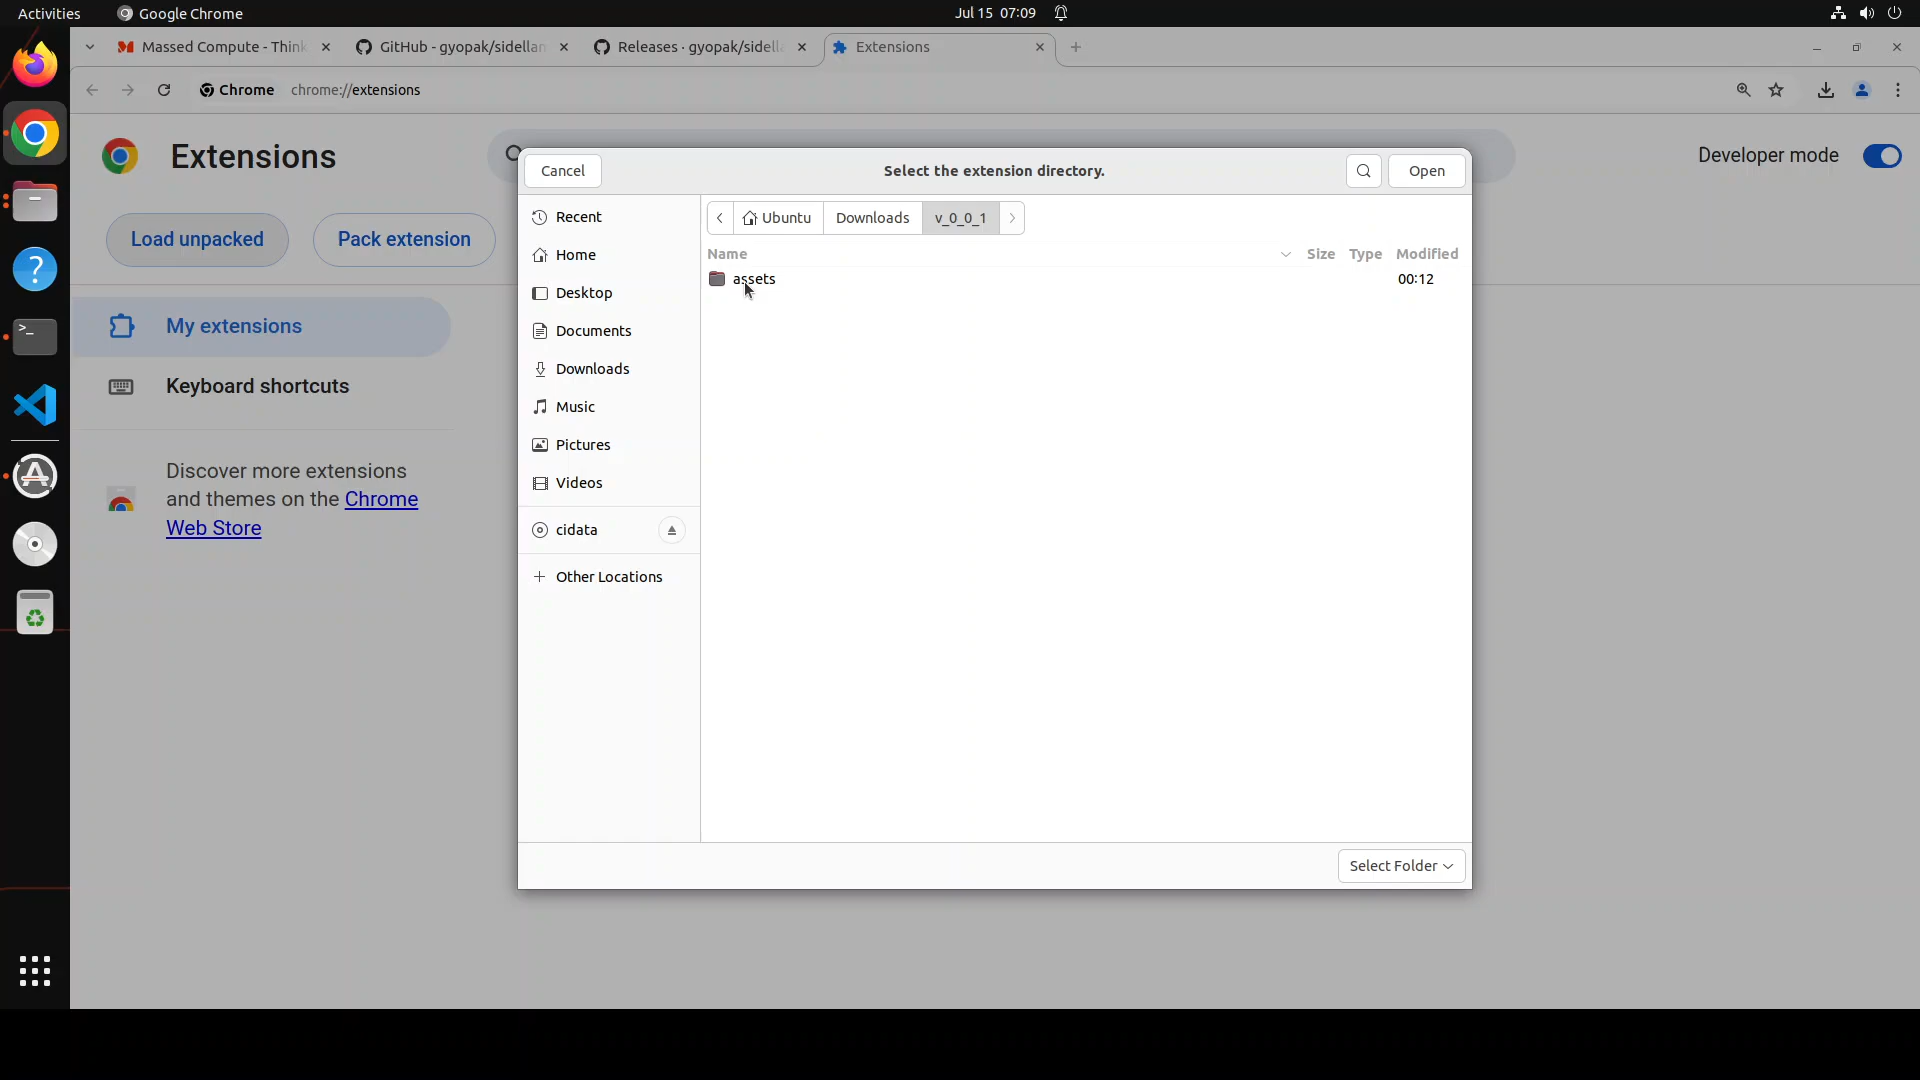 Activities
Google Chrome
Jul 15 07:09
Massed Compute - Think
GitHub - gyopak/sidellam
Releases · gyopak/sidella
Extensions
Chrome
chrome://extensions
Extensions
Developer mode
Load unpacked
Pack extension
My extensions
Keyboard shortcuts
Discover more extensions
and themes on the Chrome
Web Store
Cancel
Select the extension directory.
Open
Recent
Home
Desktop
Documents
Downloads
Music
Pictures
Videos
cidata
Other Locations
Ubuntu
Downloads
v_0_0_1
Name
Size
Type
Modified
assets
00:12
Select Folder